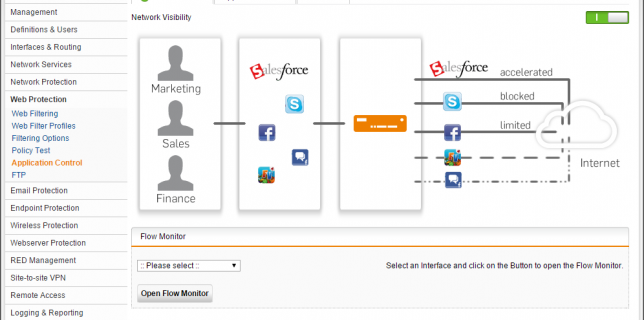 Management
Definitions & Users
Interfaces & Routing
Network Services
Network Protection
Web Protection
Web Filtering
Web Filter Profiles
Filtering Options
Policy Test
Application Control
FTP
Email Protection
Endpoint Protection
Wireless Protection
Webserver Protection
RED Management
Site-to-site VPN
Remote Access
Logging & Reporting
Network Visibility
Marketing
Sales
Finance
Salesforce
Salesforce
accelerated
blocked
limited
Internet
Flow Monitor
:: Please select ::
Select an Interface and click on the Button to open the Flow Monitor.
Open Flow Monitor